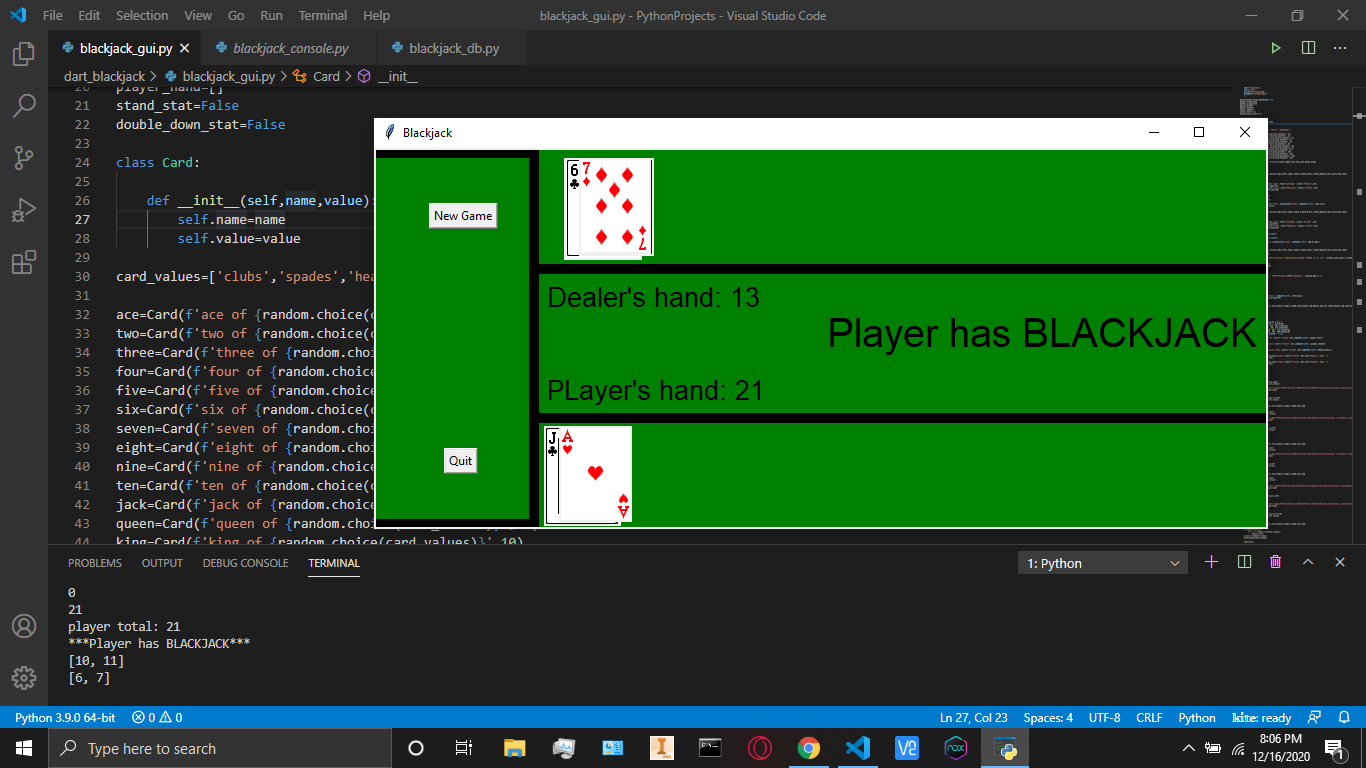 File Edit Selection View Go Run Terminal Help
blackjack_gui.py - PythonProjects - Visual Studio Code
blackjack_gui.py
blackjack_console.py
blackjack_db.py
dart_blackjack > blackjack_gui.py > Card > __init__
20 player_hand=[]
21 stand_stat=False
22 double_down_stat=False
23
24 class Card:
25
26 def __init__(self,name,value):
27 self.name=name
28 self.value=value
29
30 card_values=['clubs','spades','hea
31
32 ace=Card(f'ace of {random.choice(c
33 two=Card(f'two of {random.choice(c
34 three=Card(f'three of {random.choi
35 four=Card(f'four of {random.choice
36 five=Card(f'five of {random.choice
37 six=Card(f'six of {random.choice(c
38 seven=Card(f'seven of {random.choi
39 eight=Card(f'eight of {random.choi
40 nine=Card(f'nine of {random.choice
41 ten=Card(f'ten of {random.choice(c
42 jack=Card(f'jack of {random.choice
43 queen=Card(f'queen of {random.choi
44 king=Card(f'king of {random.choice(card_values)}',10)
Blackjack
New Game
Quit
6
7
7
Dealer's hand: 13
Player has BLACKJACK
PLayer's hand: 21
J
A
A
PROBLEMS OUTPUT DEBUG CONSOLE TERMINAL
1: Python
0
21
player total: 21
***Player has BLACKJACK***
[10, 11]
[6, 7]
Python 3.9.0 64-bit 0 0
Ln 27, Col 23 Spaces: 4 UTF-8 CRLF Python kite: ready
Type here to search
nox
8:06 PM
12/16/2020
1